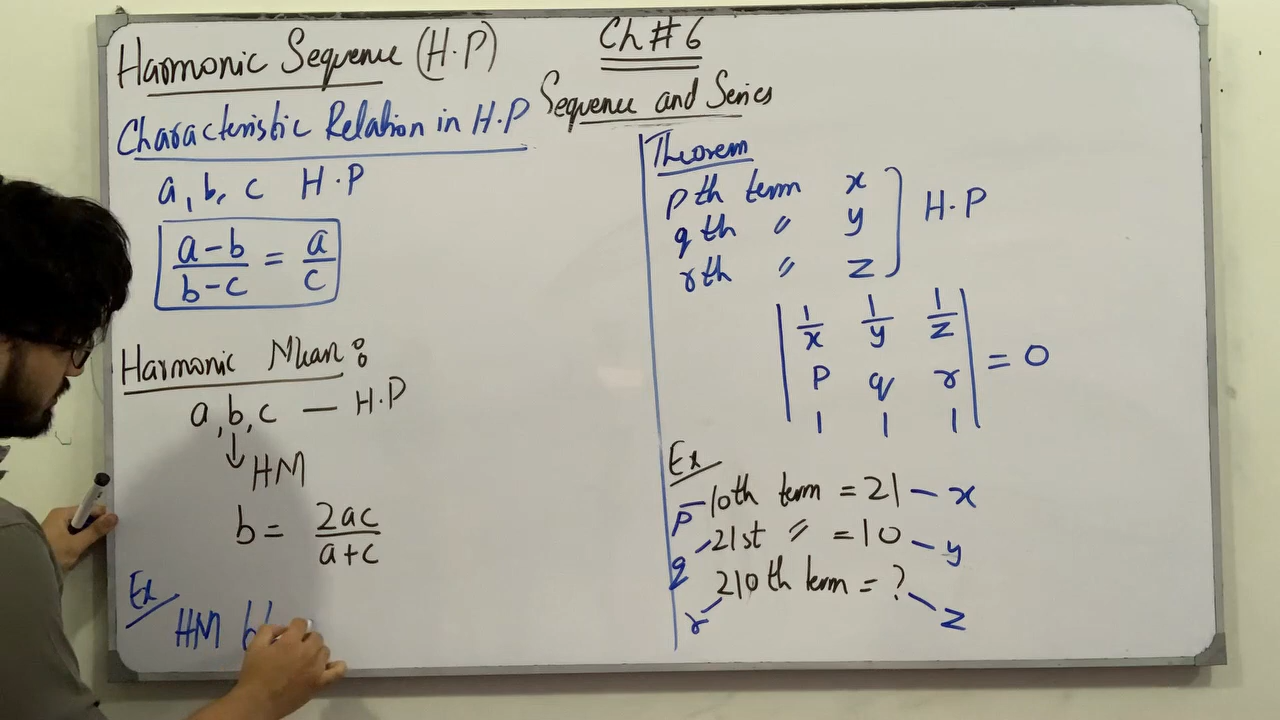 Harmonic Sequence (H.P)
Ch # 6
Sequence and Series
Characteristic Relation in H.P
a, b, c H.P
a-b/b-c = a/c
Harmonic Mean:
a, b, c — H.P
HM
b = 2ac/a+c
Ex
HM
Theorem
pth term x
qth 〃 y
rth 〃 z
H.P
1/x 1/y 1/z
p q r = 0
1 1 1
Ex
p — 10th term = 21 — x
q — 21st 〃 = 10 — y
r — 210th term = ? — z